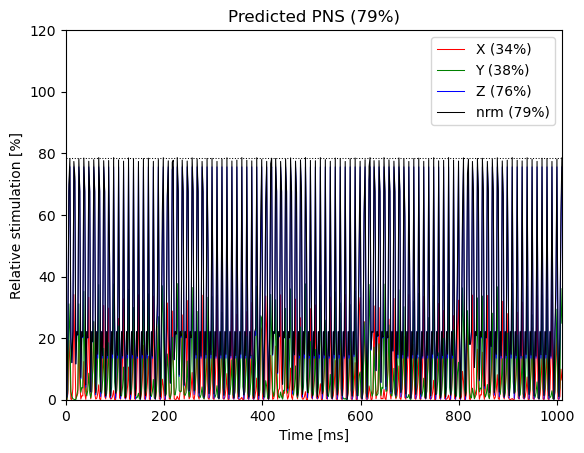 Predicted PNS (79%)
120
100
80
60
40
20
0
Relative stimulation [%]
X (34%)
Y (38%)
Z (76%)
nrm (79%)
0 200 400 600 800 1000
Time [ms]